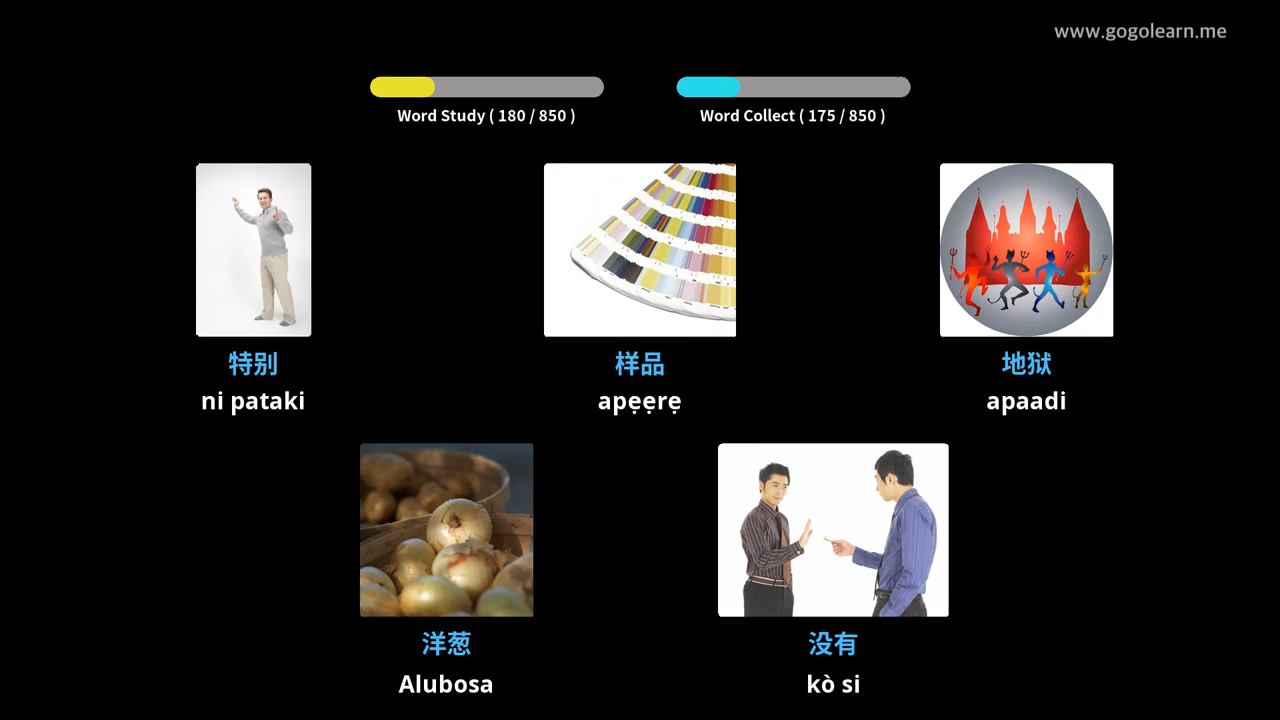 www.gogolearn.me
Word Study ( 180 / 850 )
Word Collect ( 175 / 850 )
特别
样品
地狱
ni pataki
apẹẹrẹ
apaadi
洋葱
没有
Alubosa
kò si